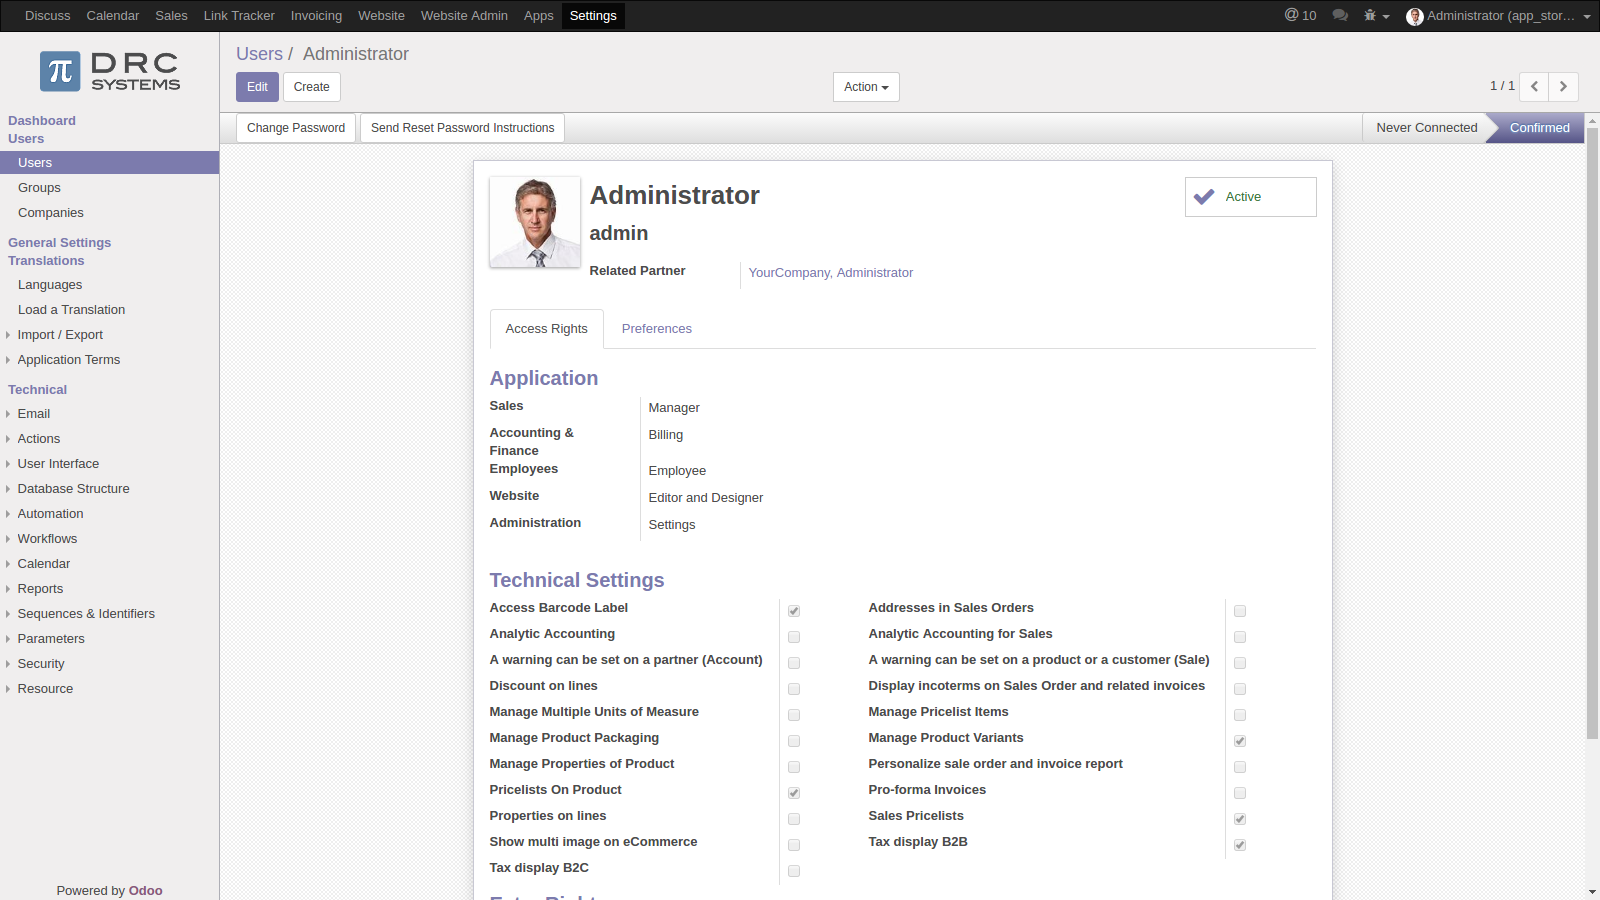 Discuss Calendar Sales Link Tracker Invoicing Website Website Admin Apps Settings @ 10 Administrator (app_stor...
π DRC
SYSTEMS
Users / Administrator
Edit Create Action 1 / 1
Change Password Send Reset Password Instructions Never Connected Confirmed
Dashboard
Users
Users
Groups
Companies
General Settings
Translations
Languages
Load a Translation
Import / Export
Application Terms
Technical
Email
Actions
User Interface
Database Structure
Automation
Workflows
Calendar
Reports
Sequences & Identifiers
Parameters
Security
Resource
Powered by Odoo
Administrator
Active
admin
Related Partner YourCompany, Administrator
Access Rights Preferences
Application
Sales Manager
Accounting &
Finance Billing
Employees Employee
Website Editor and Designer
Administration Settings
Technical Settings
Access Barcode Label Addresses in Sales Orders
Analytic Accounting Analytic Accounting for Sales
A warning can be set on a partner (Account) A warning can be set on a product or a customer (Sale)
Discount on lines Display incoterms on Sales Order and related invoices
Manage Multiple Units of Measure Manage Pricelist Items
Manage Product Packaging Manage Product Variants
Manage Properties of Product Personalize sale order and invoice report
Pricelists On Product Pro-forma Invoices
Properties on lines Sales Pricelists
Show multi image on eCommerce Tax display B2B
Tax display B2C